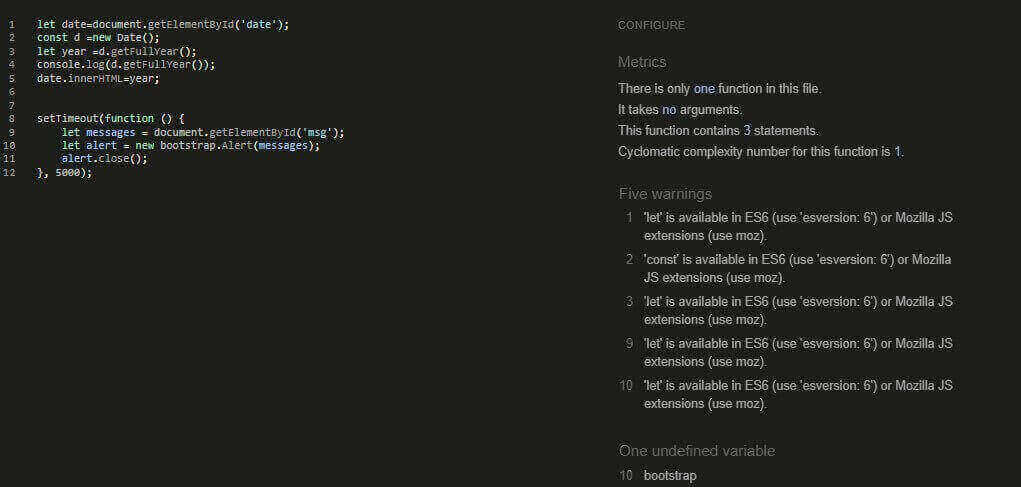 1 let date=document.getElementById('date');
2 const d =new Date();
3 let year =d.getFullYear();
4 console.log(d.getFullYear());
5 date.innerHTML=year;
6
7
8 setTimeout(function () {
9 let messages = document.getElementById('msg');
10 let alert = new bootstrap.Alert(messages);
11 alert.close();
12 }, 5000);
CONFIGURE
Metrics
There is only one function in this file.
It takes no arguments.
This function contains 3 statements.
Cyclomatic complexity number for this function is 1.
Five warnings
1 'let' is available in ES6 (use 'esversion: 6') or Mozilla JS
extensions (use moz).
2 'const' is available in ES6 (use 'esversion: 6') or Mozilla
JS extensions (use moz).
3 'let' is available in ES6 (use 'esversion: 6') or Mozilla JS
extensions (use moz).
9 'let' is available in ES6 (use 'esversion: 6') or Mozilla JS
extensions (use moz).
10 'let' is available in ES6 (use 'esversion: 6') or Mozilla JS
extensions (use moz).
One undefined variable
10 bootstrap